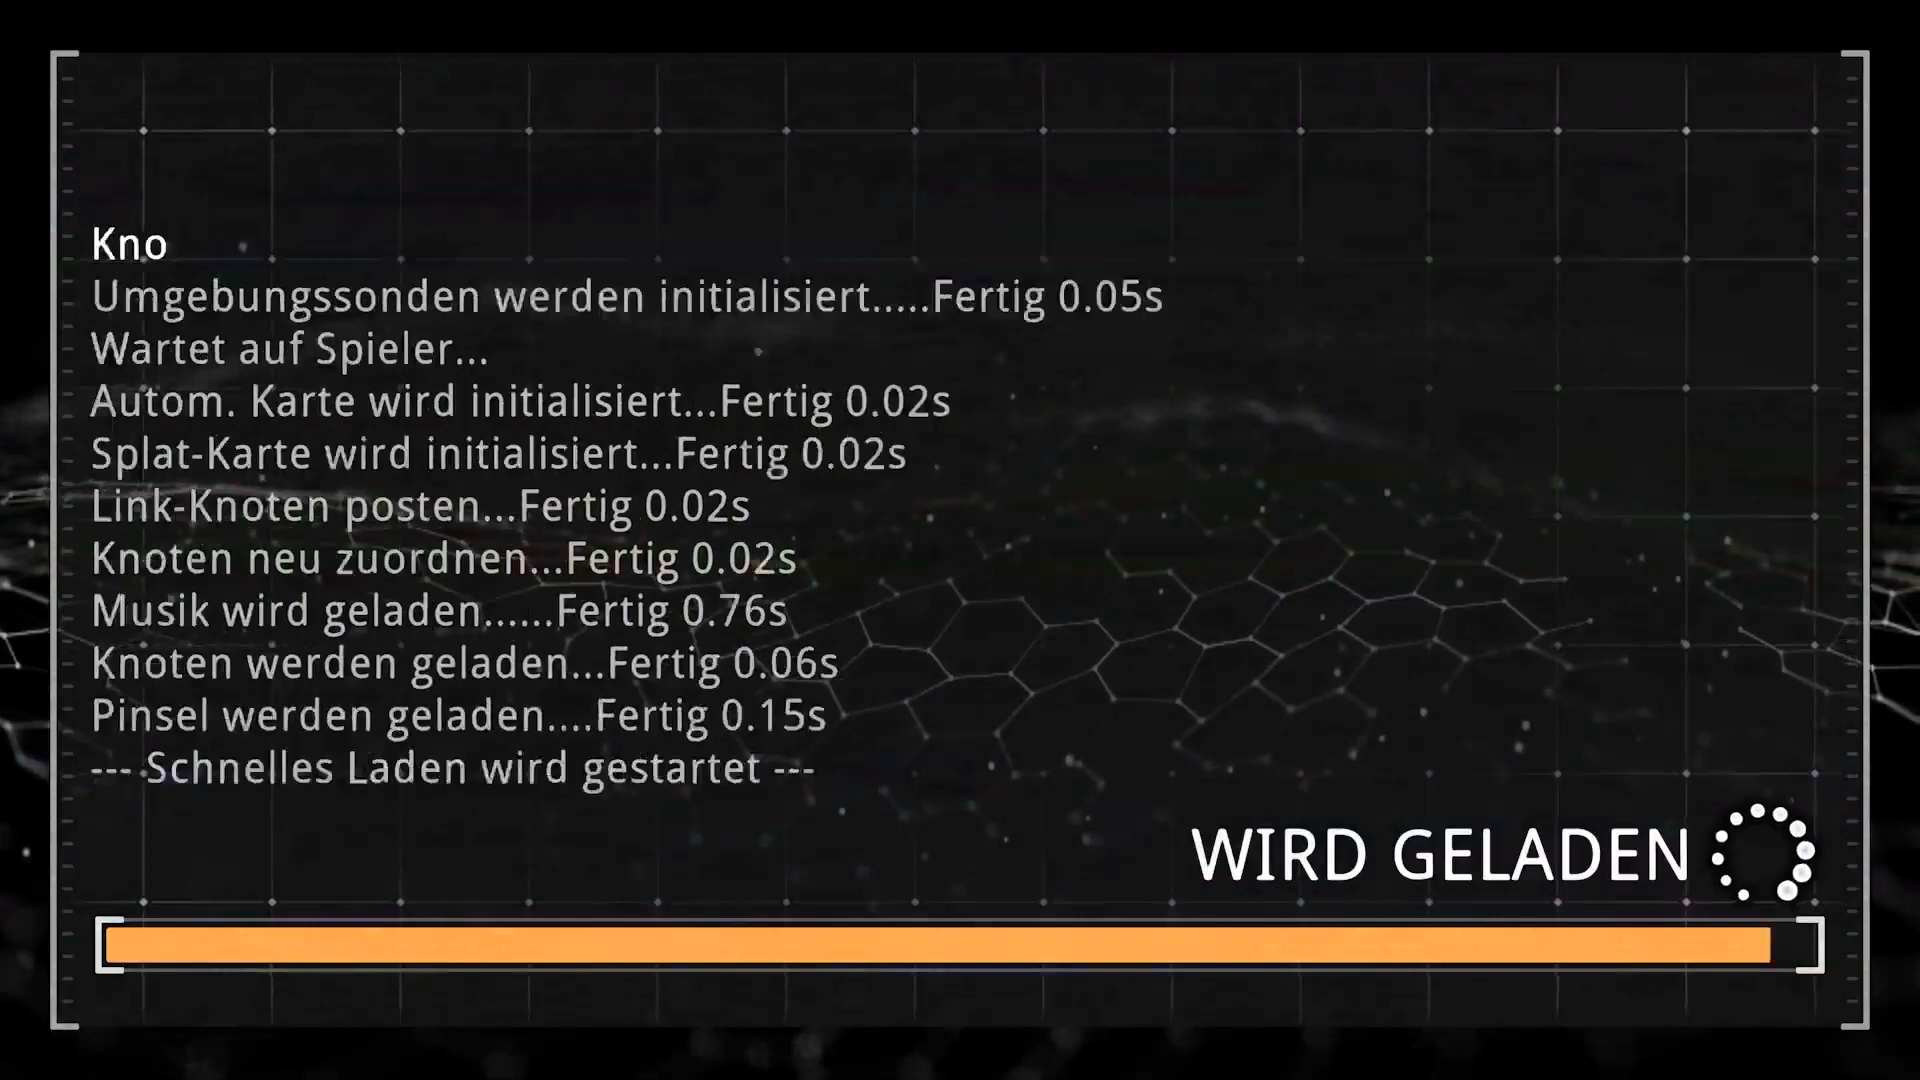 Kno
Umgebungssonden werden initialisiert.....Fertig 0.05s
Wartet auf Spieler...
Autom. Karte wird initialisiert...Fertig 0.02s
Splat-Karte wird initialisiert...Fertig 0.02s
Link-Knoten posten...Fertig 0.02s
Knoten neu zuordnen...Fertig 0.02s
Musik wird geladen......Fertig 0.76s
Knoten werden geladen...Fertig 0.06s
Pinsel werden geladen....Fertig 0.15s
--- Schnelles Laden wird gestartet ---
WIRD GELADEN